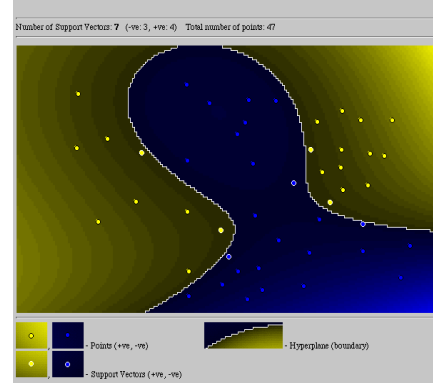 Number of Support Vectors: 7 (-ve: 3, +ve: 4) Total number of points: 47
, - Points (+ve, -ve)
- Hyperplane (boundary)
, - Support Vectors (+ve, -ve)